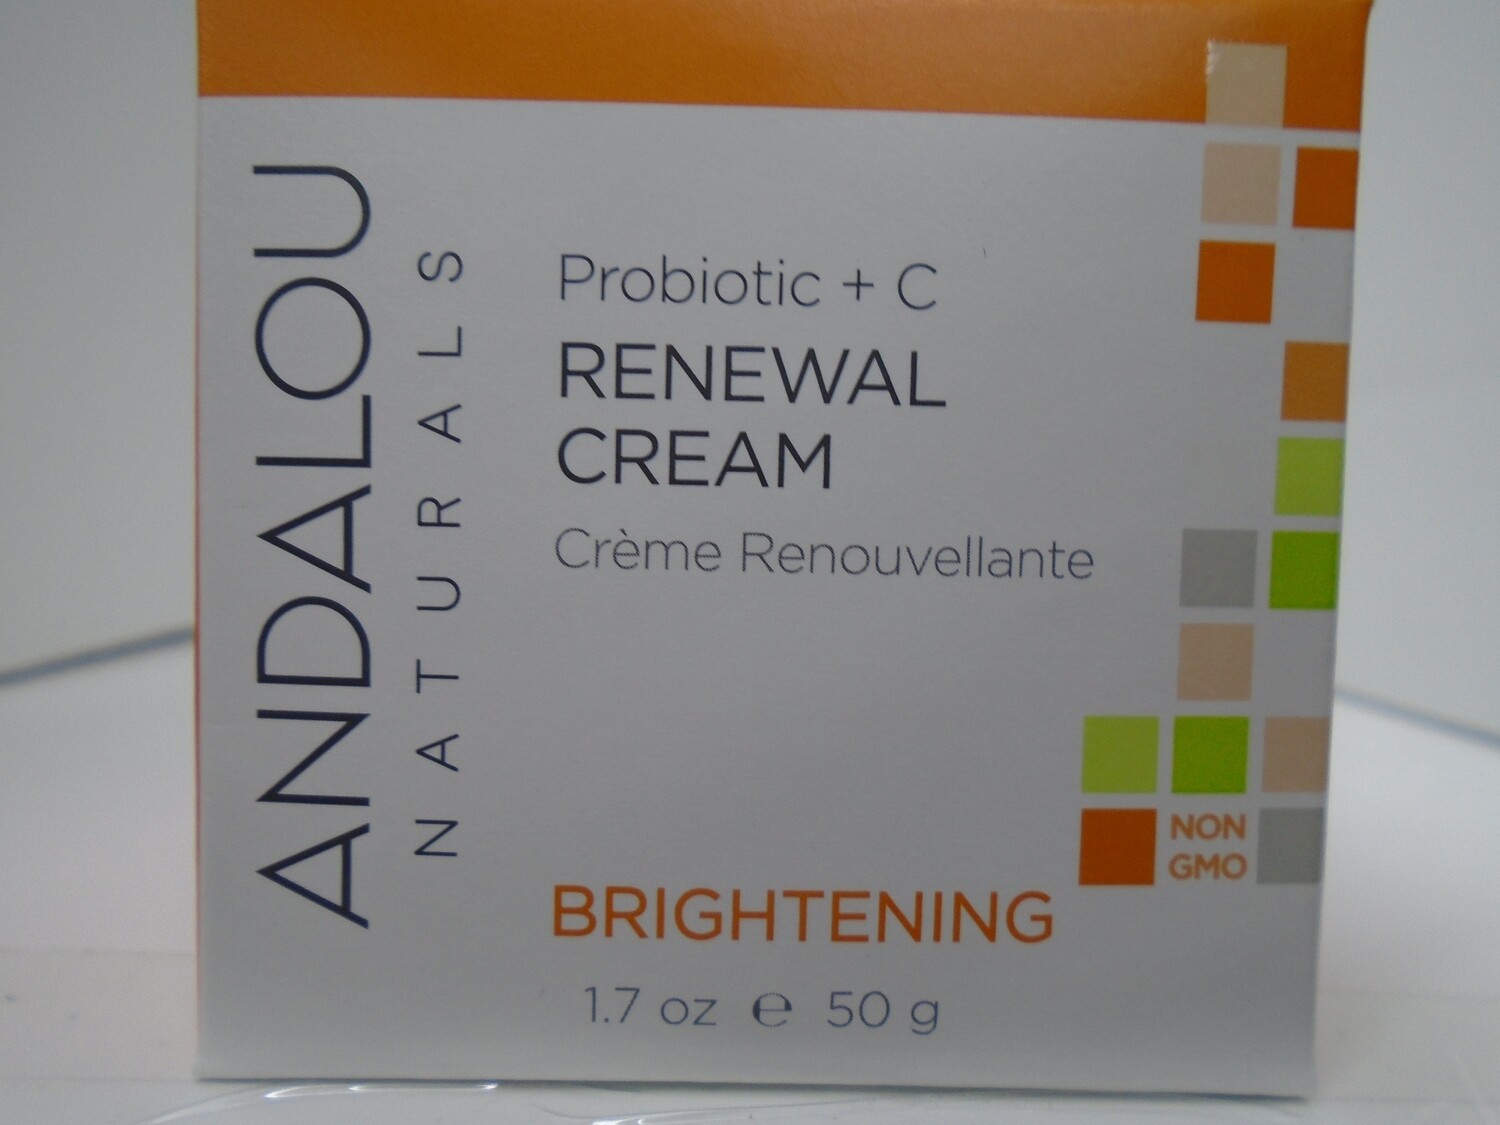 ANDALOU
NATURALS
Probiotic + C
RENEWAL
CREAM
Crème Renouvellante
NON
GMO
BRIGHTENING
1.7 oz ℮ 50 g